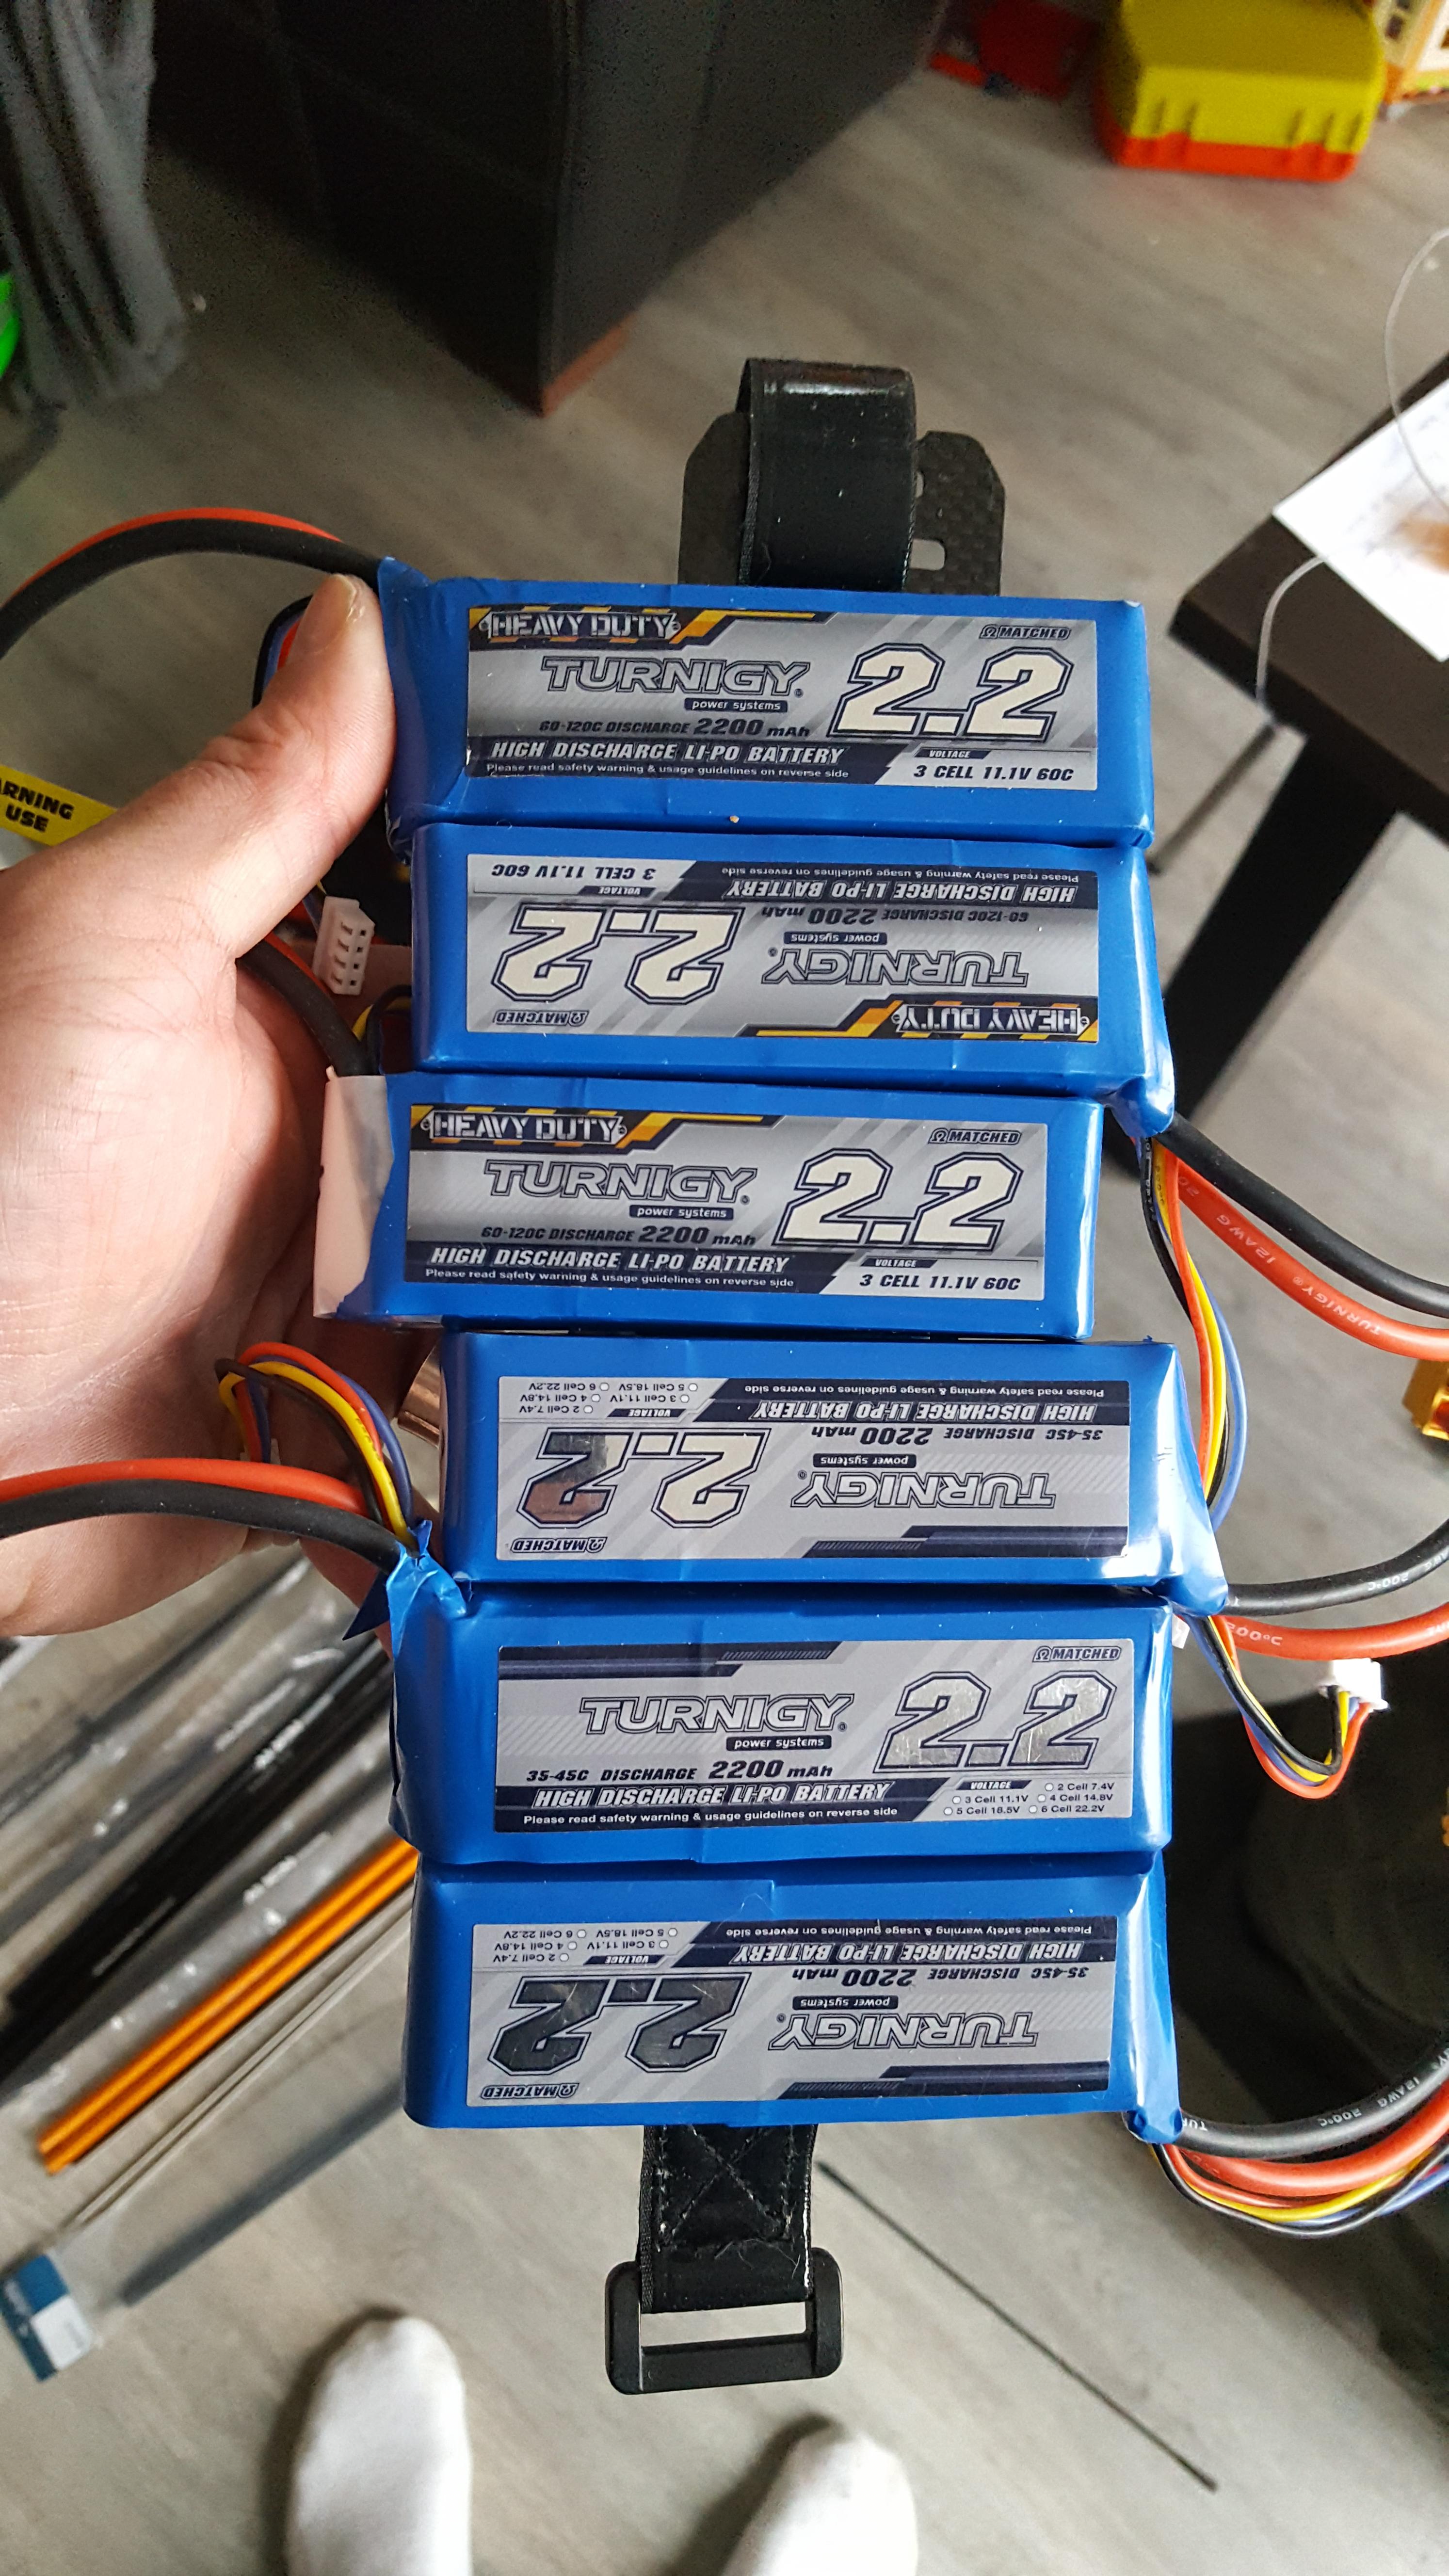 HEAVY DUTY
ΩMATCHED
TURNIGY®
2.2
power systems
60-120C DISCHARGE 2200 mAh
HIGH DISCHARGE LI-PO BATTERY
VOLTAGE
Please read safety warning & usage guidelines on reverse side
3 CELL 11.1V 60C
ARNING
USE
HEAVY DUTY
ΩMATCHED
TURNIGY®
2.2
power systems
60-120C DISCHARGE 2200 mAh
HIGH DISCHARGE LI-PO BATTERY
VOLTAGE
Please read safety warning & usage guidelines on reverse side
3 CELL 11.1V 60C
HEAVY DUTY
ΩMATCHED
TURNIGY®
2.2
power systems
60-120C DISCHARGE 2200 mAh
HIGH DISCHARGE LI-PO BATTERY
VOLTAGE
Please read safety warning & usage guidelines on reverse side
3 CELL 11.1V 60C
TURNIGY® 12AWG
ΩMATCHED
TURNIGY®
2.2
power systems
35-45C DISCHARGE 2200 mAh
HIGH DISCHARGE LI-PO BATTERY
VOLTAGE
2 Cell 7.4V
3 Cell 11.1V
4 Cell 14.8V
5 Cell 18.5V
6 Cell 22.2V
Please read safety warning & usage guidelines on reverse side
AWG 200°C
200°C
ΩMATCHED
TURNIGY®
2.2
power systems
35-45C DISCHARGE 2200 mAh
HIGH DISCHARGE LI-PO BATTERY
VOLTAGE
2 Cell 7.4V
3 Cell 11.1V
4 Cell 14.8V
5 Cell 18.5V
6 Cell 22.2V
Please read safety warning & usage guidelines on reverse side
ΩMATCHED
TURNIGY®
2.2
power systems
35-45C DISCHARGE 2200 mAh
HIGH DISCHARGE LI-PO BATTERY
VOLTAGE
2 Cell 7.4V
3 Cell 11.1V
4 Cell 14.8V
5 Cell 18.5V
6 Cell 22.2V
Please read safety warning & usage guidelines on reverse side
12AWG 200°C